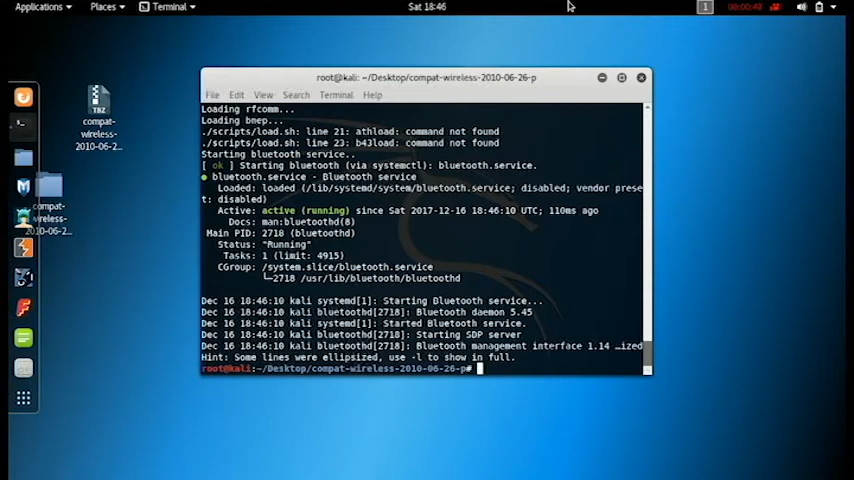 Applications Places Terminal Sat 18:46 1 00:00:48
root@kali: ~/Desktop/compat-wireless-2010-06-26-p
File Edit View Search Terminal Help
TBZ
compat-
wireless-
2010-06-2...
compat-
wireless-
2010-06-2...
Loading rfcomm...
Loading bnep...
./scripts/load.sh: line 21: athload: command not found
./scripts/load.sh: line 23: b43load: command not found
Starting bluetooth service..
[ ok ] Starting bluetooth (via systemctl): bluetooth.service.
● bluetooth.service - Bluetooth service
Loaded: loaded (/lib/systemd/system/bluetooth.service; disabled; vendor prese
t: disabled)
Active: active (running) since Sat 2017-12-16 18:46:10 UTC; 110ms ago
Docs: man:bluetoothd(8)
Main PID: 2718 (bluetoothd)
Status: "Running"
Tasks: 1 (limit: 4915)
CGroup: /system.slice/bluetooth.service
└─2718 /usr/lib/bluetooth/bluetoothd
Dec 16 18:46:10 kali systemd[1]: Starting Bluetooth service...
Dec 16 18:46:10 kali bluetoothd[2718]: Bluetooth daemon 5.45
Dec 16 18:46:10 kali systemd[1]: Started Bluetooth service.
Dec 16 18:46:10 kali bluetoothd[2718]: Starting SDP server
Dec 16 18:46:10 kali bluetoothd[2718]: Bluetooth management interface 1.14 …ized
Hint: Some lines were ellipsized, use -l to show in full.
root@kali:~/Desktop/compat-wireless-2010-06-26-p#